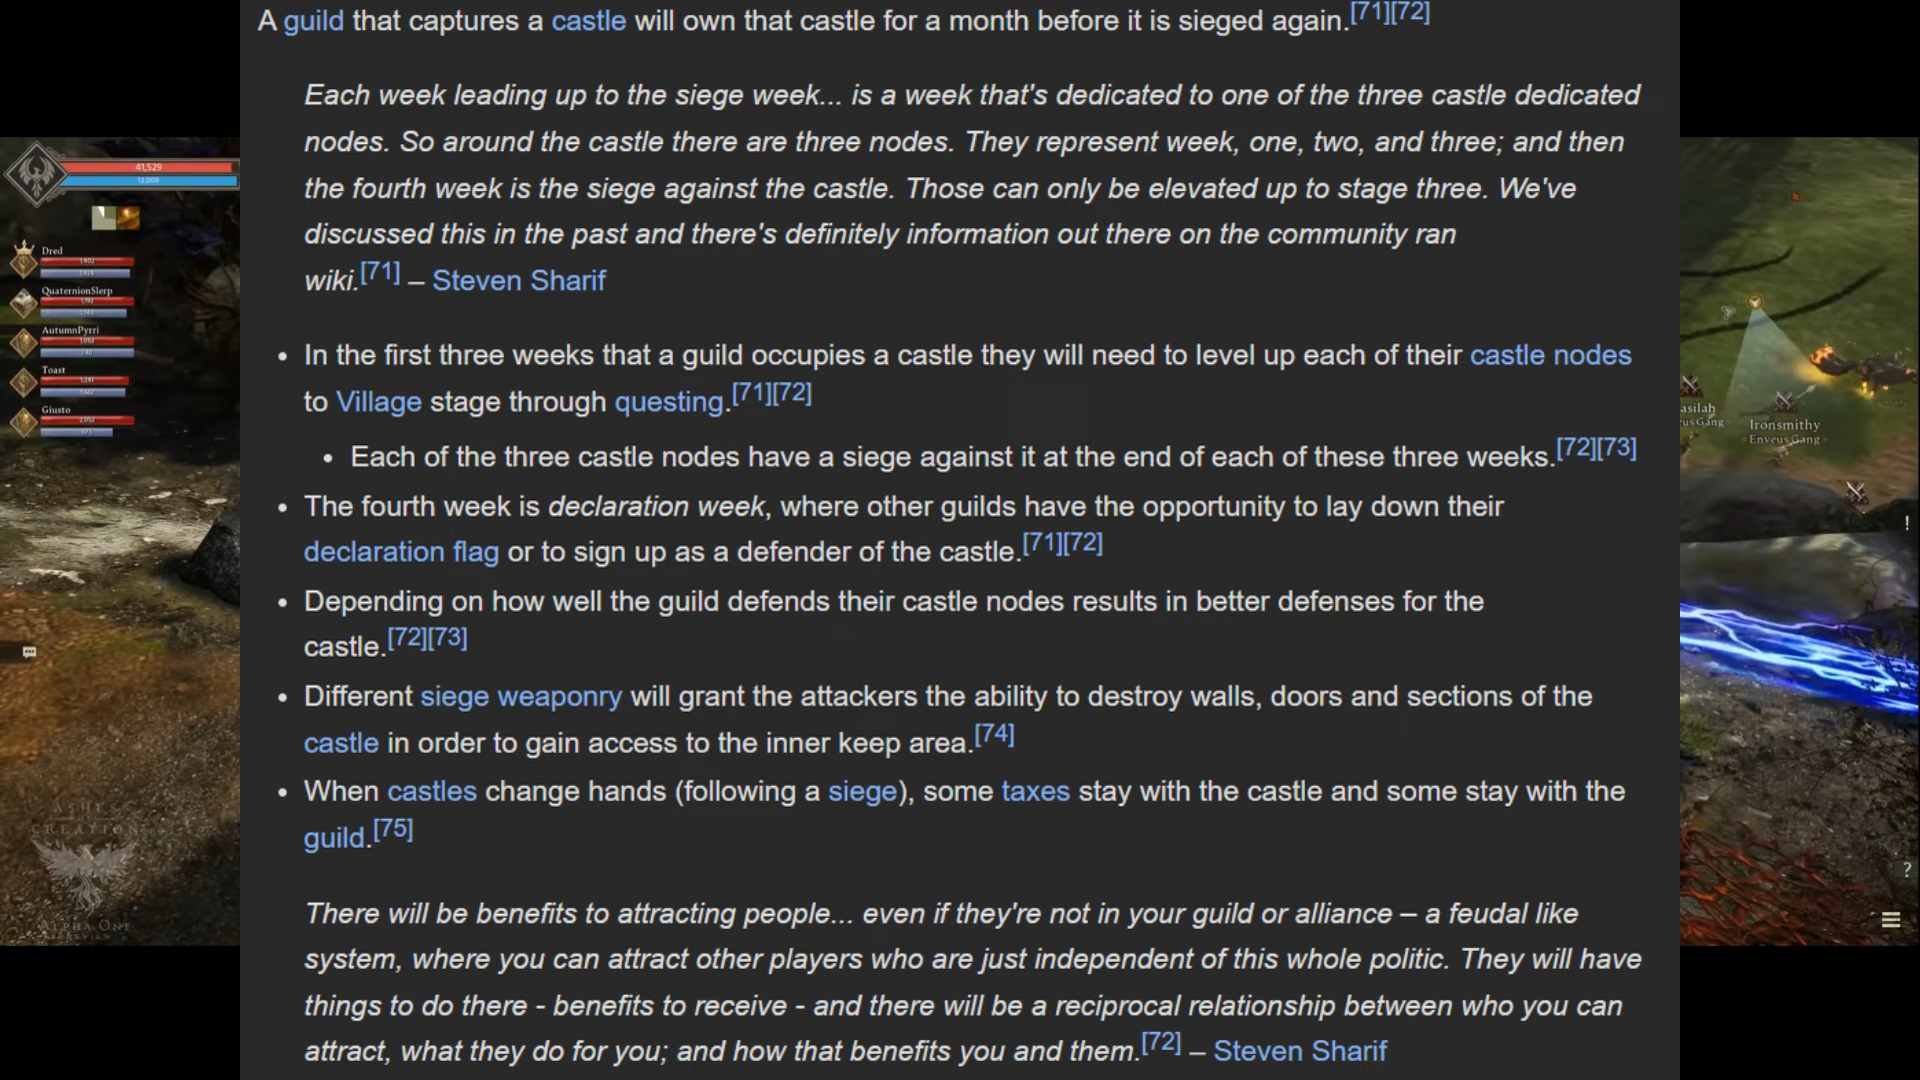 A guild that captures a castle will own that castle for a month before it is sieged again.[71][72]
Each week leading up to the siege week... is a week that's dedicated to one of the three castle dedicated
nodes. So around the castle there are three nodes. They represent week, one, two, and three; and then
the fourth week is the siege against the castle. Those can only be elevated up to stage three. We've
discussed this in the past and there's definitely information out there on the community ran
wiki.[71] – Steven Sharif
• In the first three weeks that a guild occupies a castle they will need to level up each of their castle nodes
to Village stage through questing.[71][72]
• Each of the three castle nodes have a siege against it at the end of each of these three weeks.[72][73]
• The fourth week is declaration week, where other guilds have the opportunity to lay down their
declaration flag or to sign up as a defender of the castle.[71][72]
• Depending on how well the guild defends their castle nodes results in better defenses for the
castle.[72][73]
• Different siege weaponry will grant the attackers the ability to destroy walls, doors and sections of the
castle in order to gain access to the inner keep area.[74]
• When castles change hands (following a siege), some taxes stay with the castle and some stay with the
guild.[75]
There will be benefits to attracting people... even if they're not in your guild or alliance – a feudal like
system, where you can attract other players who are just independent of this whole politic. They will have
things to do there - benefits to receive - and there will be a reciprocal relationship between who you can
attract, what they do for you; and how that benefits you and them.[72] – Steven Sharif
41,529
12,009
Dred
QuaternionSlerp
AutumnPyrri
Toast
Giusto
ASHES
CREATION
ALPHA ONE
PREVIEW
asilah
us Gang
Ironsmithy
Enveus Gang
!
?